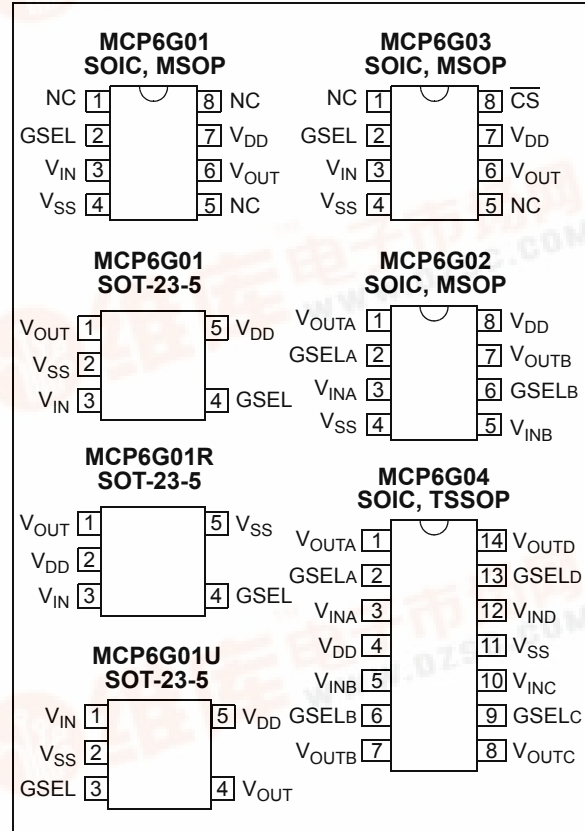 MCP6G01
SOIC, MSOP
NC 1 8 NC
GSEL 2 7 VDD
VIN 3 6 VOUT
VSS 4 5 NC
MCP6G03
SOIC, MSOP
NC 1 8 CS
GSEL 2 7 VDD
VIN 3 6 VOUT
VSS 4 5 NC
MCP6G01
SOT-23-5
VOUT 1 5 VDD
VSS 2
VIN 3 4 GSEL
MCP6G02
SOIC, MSOP
VOUTA 1 8 VDD
GSELA 2 7 VOUTB
VINA 3 6 GSELB
VSS 4 5 VINB
MCP6G01R
SOT-23-5
VOUT 1 5 VSS
VDD 2
VIN 3 4 GSEL
MCP6G04
SOIC, TSSOP
VOUTA 1 14 VOUTD
GSELA 2 13 GSELD
VINA 3 12 VIND
VDD 4 11 VSS
VINB 5 10 VINC
GSELB 6 9 GSELC
VOUTB 7 8 VOUTC
MCP6G01U
SOT-23-5
VIN 1 5 VDD
VSS 2
GSEL 3 4 VOUT